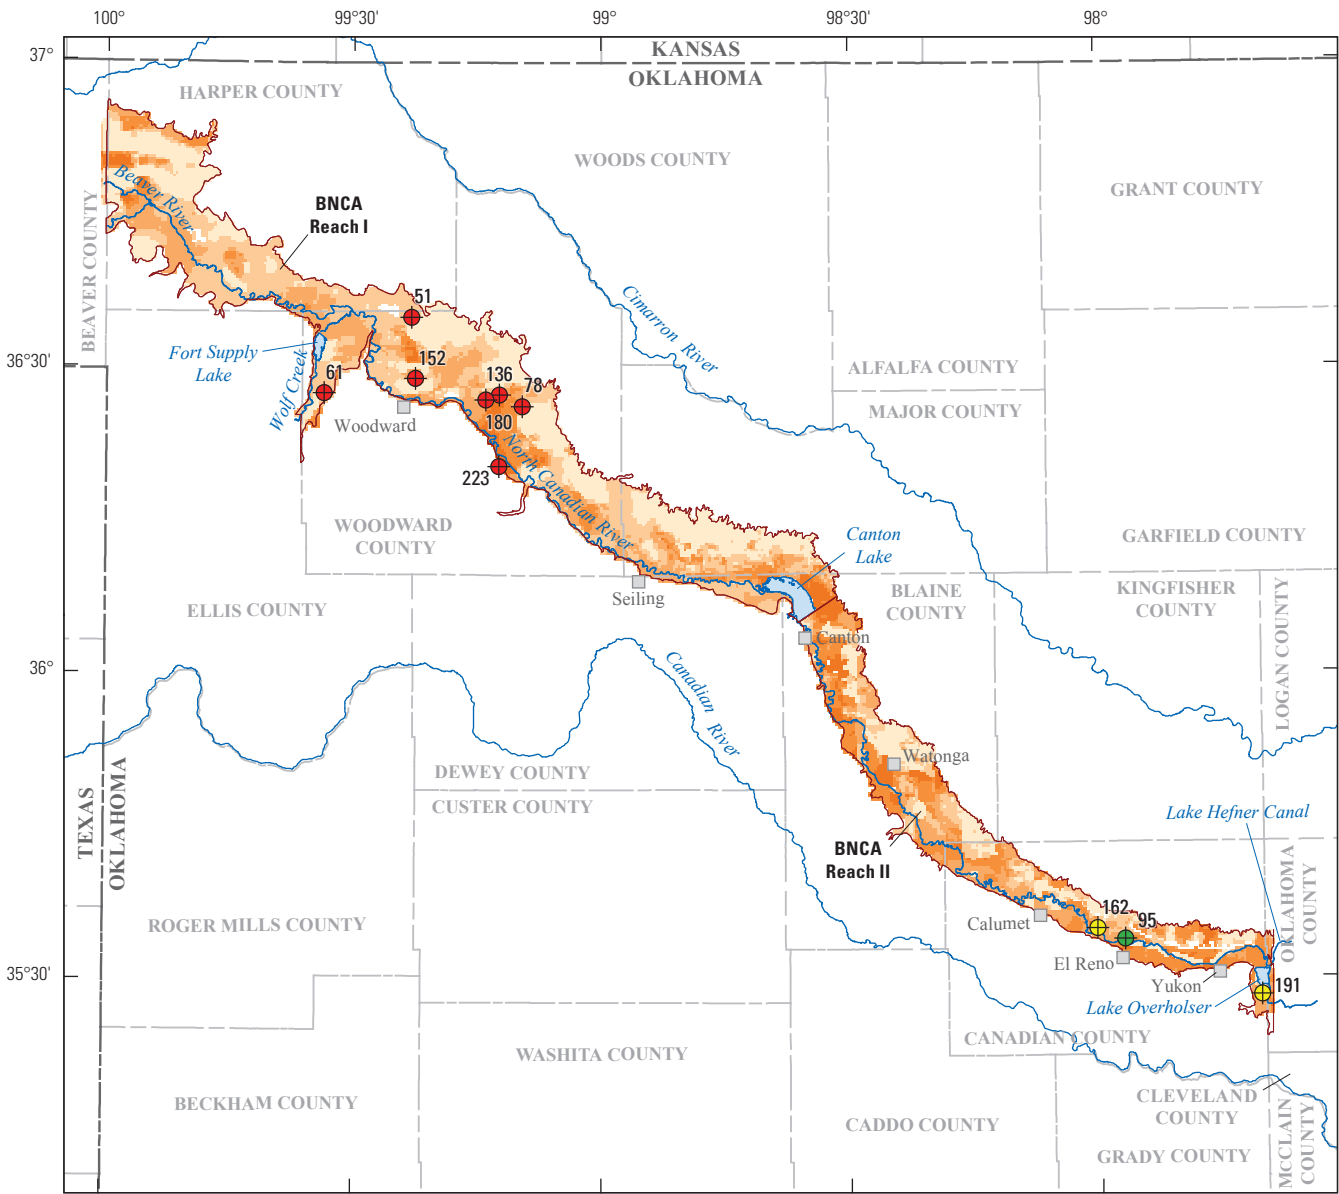 100°
99°30'
99°
98°30'
98°
37°
36°30'
36°
35°30'
KANSAS
OKLAHOMA
HARPER COUNTY
WOODS COUNTY
GRANT COUNTY
BEAVER COUNTY
Beaver River
BNCA
Reach I
51
Cimarron River
Fort Supply
Lake
Wolf Creek
61
152
136
78
180
Woodward
223
North Canadian River
ALFALFA COUNTY
MAJOR COUNTY
WOODWARD
COUNTY
Canton
Lake
GARFIELD COUNTY
Seiling
BLAINE
COUNTY
KINGFISHER
COUNTY
ELLIS COUNTY
Canton
LOGAN COUNTY
Canadian River
Watonga
DEWEY COUNTY
CUSTER COUNTY
TEXAS
OKLAHOMA
Lake Hefner Canal
BNCA
Reach II
OKLAHOMA
COUNTY
ROGER MILLS COUNTY
Calumet
162
95
El Reno
Yukon
191
Lake Overholser
CANADIAN COUNTY
WASHITA COUNTY
BECKHAM COUNTY
CLEVELAND
COUNTY
CADDO COUNTY
GRADY COUNTY
MCCLAIN
COUNTY